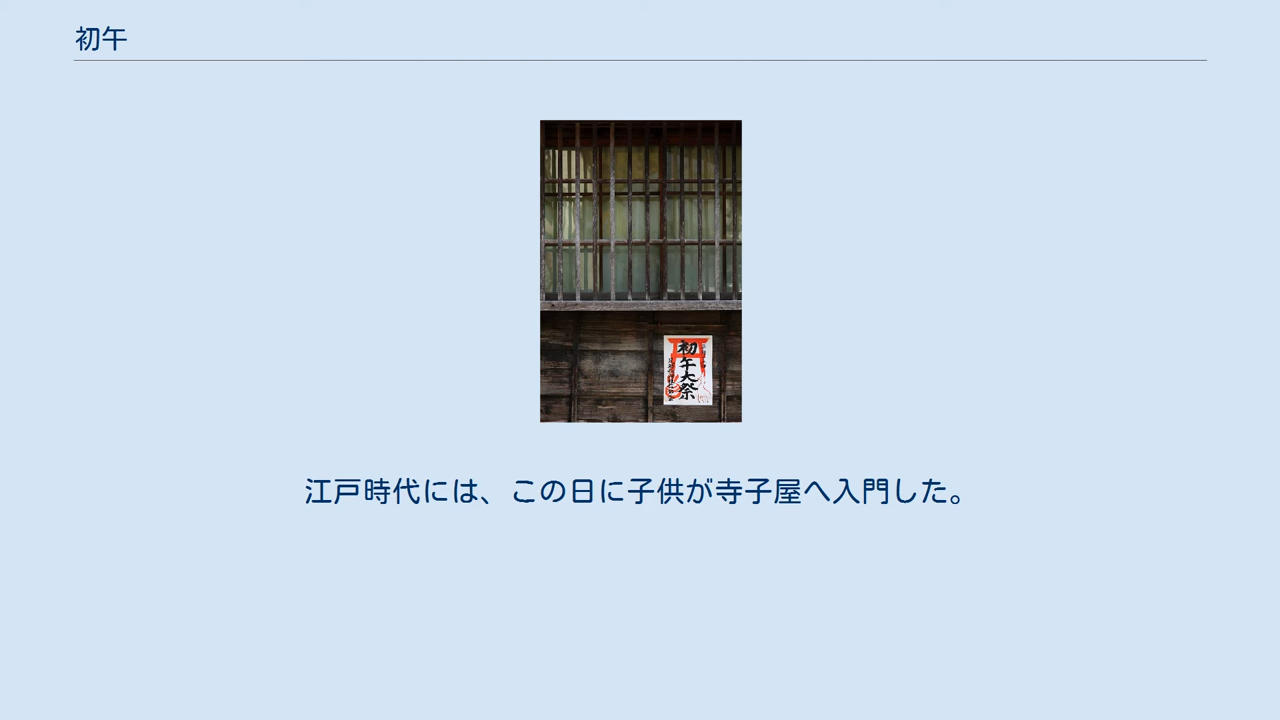 初午
初午大祭
江戸時代には、この日に子供が寺子屋へ入門した。